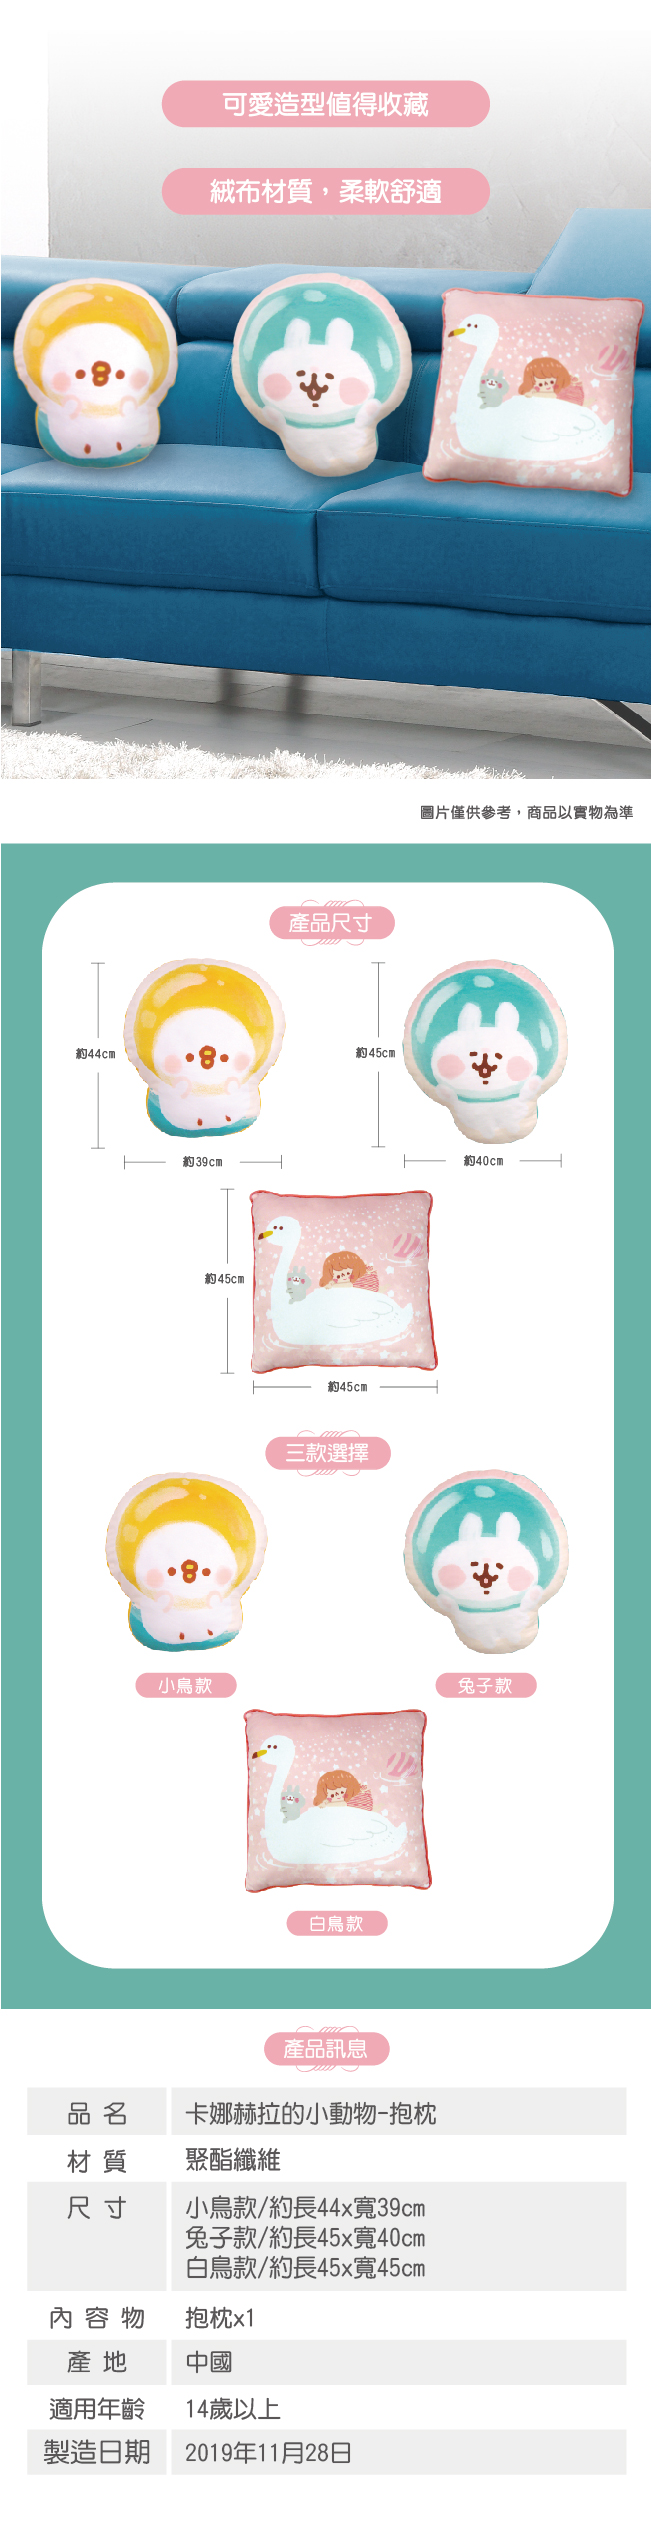 可愛造型值得收藏
絨布材質，柔軟舒適
圖片僅供參考，商品以實物為準
產品尺寸
約44cm
約45cm
約39cm
約40cm
約45cm
約45cm
三款選擇
小鳥款
兔子款
白鳥款
產品訊息
品名 卡娜赫拉的小動物-抱枕
材質 聚酯纖維
尺寸 小鳥款/約長44x寬39cm
兔子款/約長45x寬40cm
白鳥款/約長45x寬45cm
內容物 抱枕x1
產地 中國
適用年齡 14歲以上
製造日期 2019年11月28日